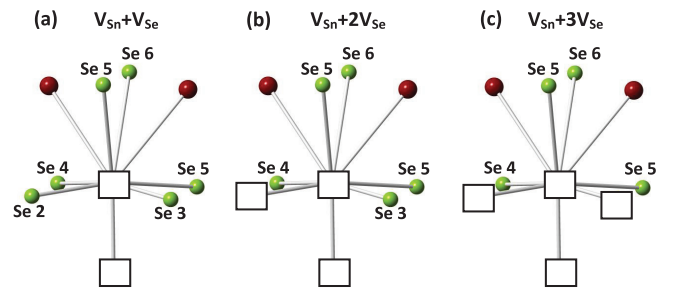 (a) V_Sn+V_Se
Se 6
Se 5
Se 4
Se 5
Se 2
Se 3
(b) V_Sn+2V_Se
Se 6
Se 5
Se 4
Se 5
Se 3
(c) V_Sn+3V_Se
Se 6
Se 5
Se 4
Se 5